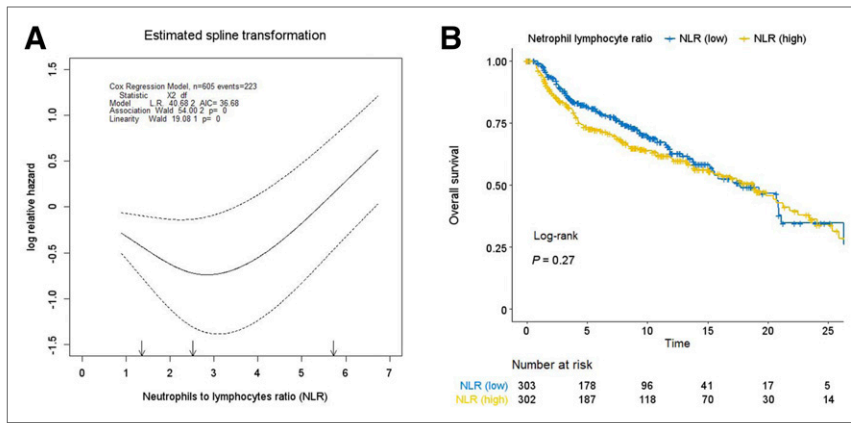 A
Estimated spline transformation
Cox Regression Model, n=605 events=223
Statistic X2 df
Model L.R. 40.68 2 AIC= 36.68
Association Wald 54.00 2 p= 0
Linearity Wald 19.08 1 p= 0
log relative hazard
1.5
1.0
0.5
0
-0.5
-1.0
-1.5
0 1 2 3 4 5 6 7
Neutrophils to lymphocytes ratio (NLR)
B
Netrophil lymphocyte ratio NLR (low) NLR (high)
Overall survival
1.00
0.75
0.50
0.25
0
Log-rank
P = 0.27
0 5 10 15 20 25
Time
Number at risk
NLR (low) 303 178 96 41 17 5
NLR (high) 302 187 118 70 30 14